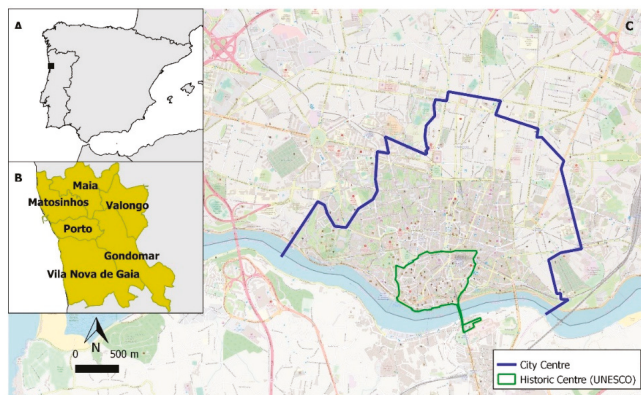 A
C
B
Maia
Matosinhos
Valongo
Porto
Gondomar
Vila Nova de Gaia
N
0 500 m
City Centre
Historic Centre (UNESCO)